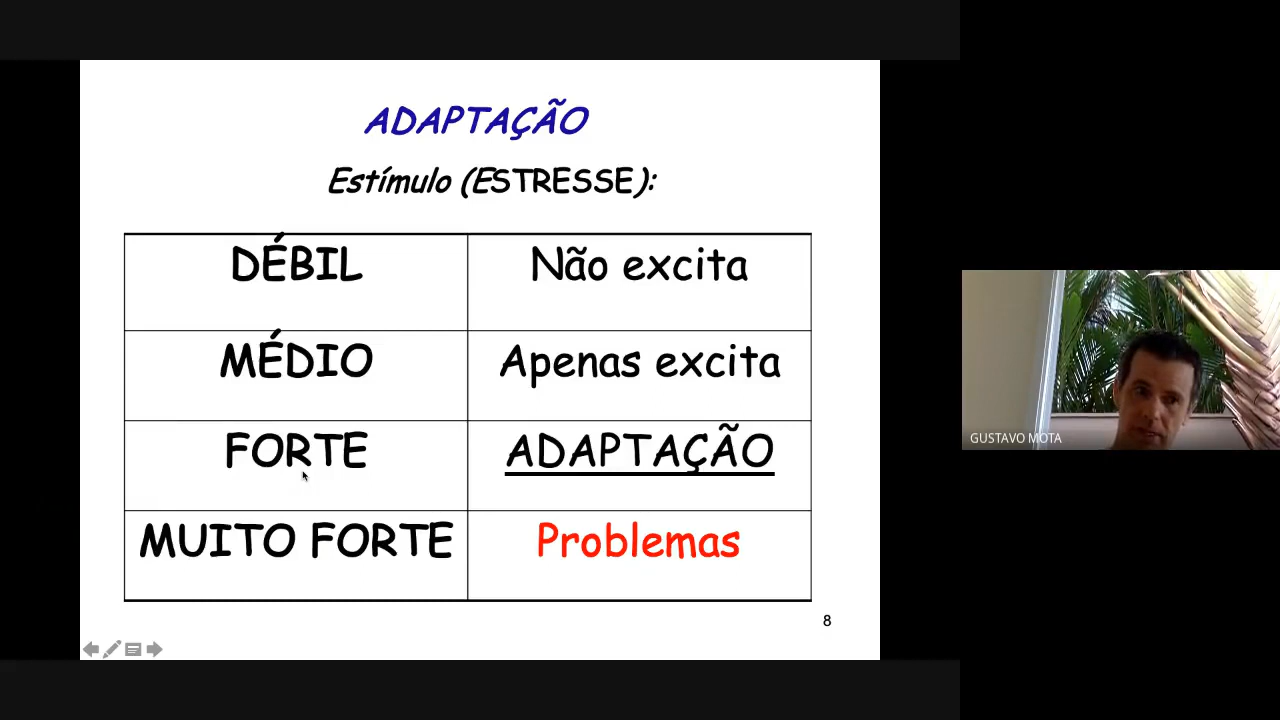 ADAPTAÇÃO
Estímulo (ESTRESSE):
DÉBIL Não excita
MÉDIO Apenas excita
FORTE ADAPTAÇÃO
MUITO FORTE Problemas
8
GUSTAVO MOTA